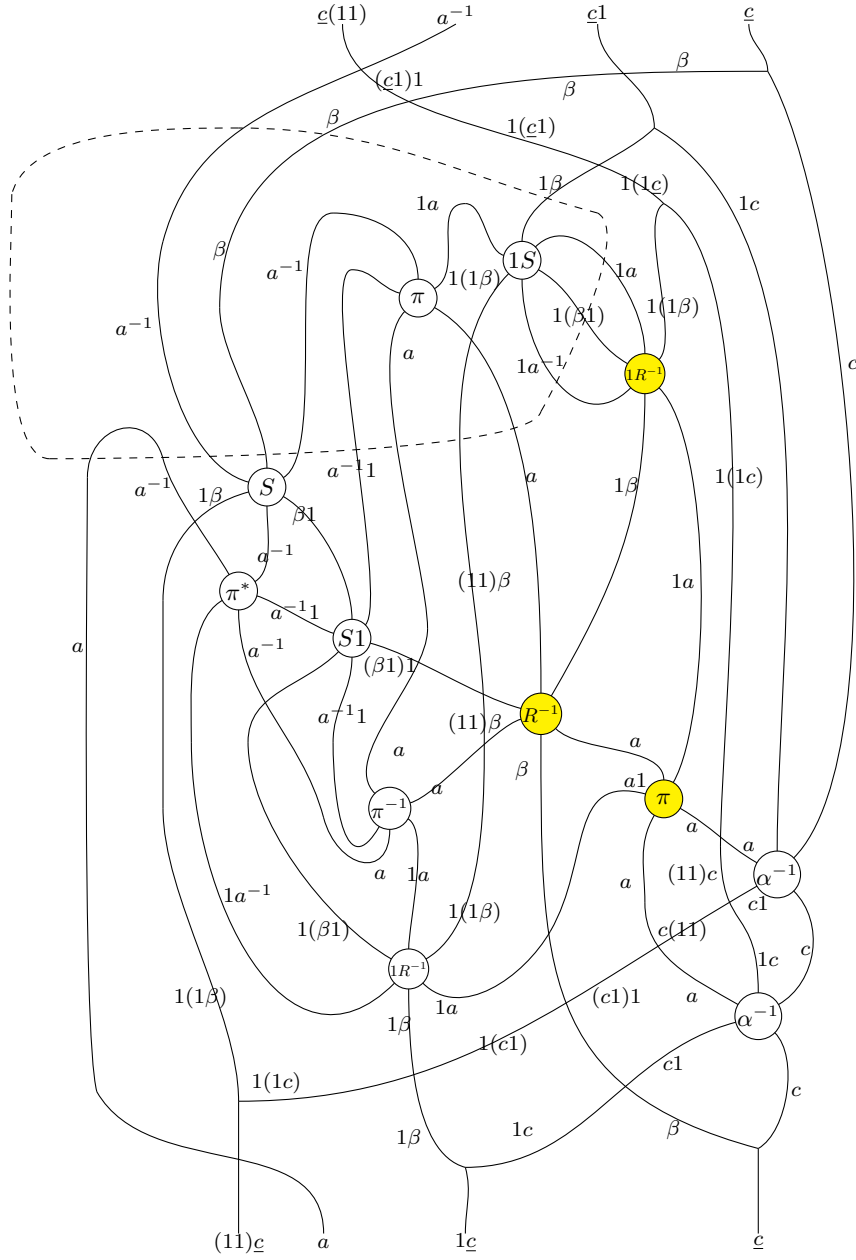 c̲(11) a⁻¹ c̲1 c̲
β
(c̲1)1 β
β 1(c̲1)
1β 1(1c̲)
1a 1c
β
a⁻¹ 1(1β) 1S 1a
π 1(β1) 1(1β)
a⁻¹
a 1a⁻¹ 1R⁻¹ c
a⁻¹1 a 1β 1(1c)
a⁻¹ 1β S
β1
a⁻¹
π* (11)β 1a
a⁻¹1
a a⁻¹ S1
(β1)1
a⁻¹1 (11)β R⁻¹
a a
β a1
a π
π⁻¹ a
a
a 1a a (11)c α⁻¹
1a⁻¹ 1(1β) c1
1(β1) c(11)
c
1R⁻¹ 1c
1(1β) 1a a (c1)1
1β α⁻¹
1(c1)
c1
1(1c) c
1β 1c β
(11)c̲ a 1c̲ c̲